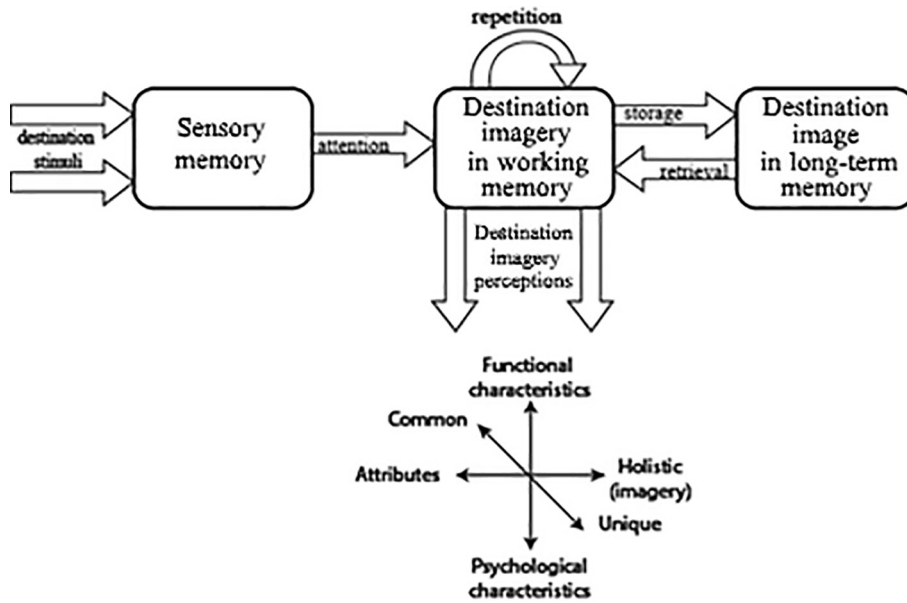 repetition
destination
stimuli
Sensory
memory
attention
Destination
imagery
in working
memory
storage
retrieval
Destination
image
in long-term
memory
Destination
imagery
perceptions
Functional
characteristics
Common
Attributes
Holistic
(imagery)
Unique
Psychological
characteristics